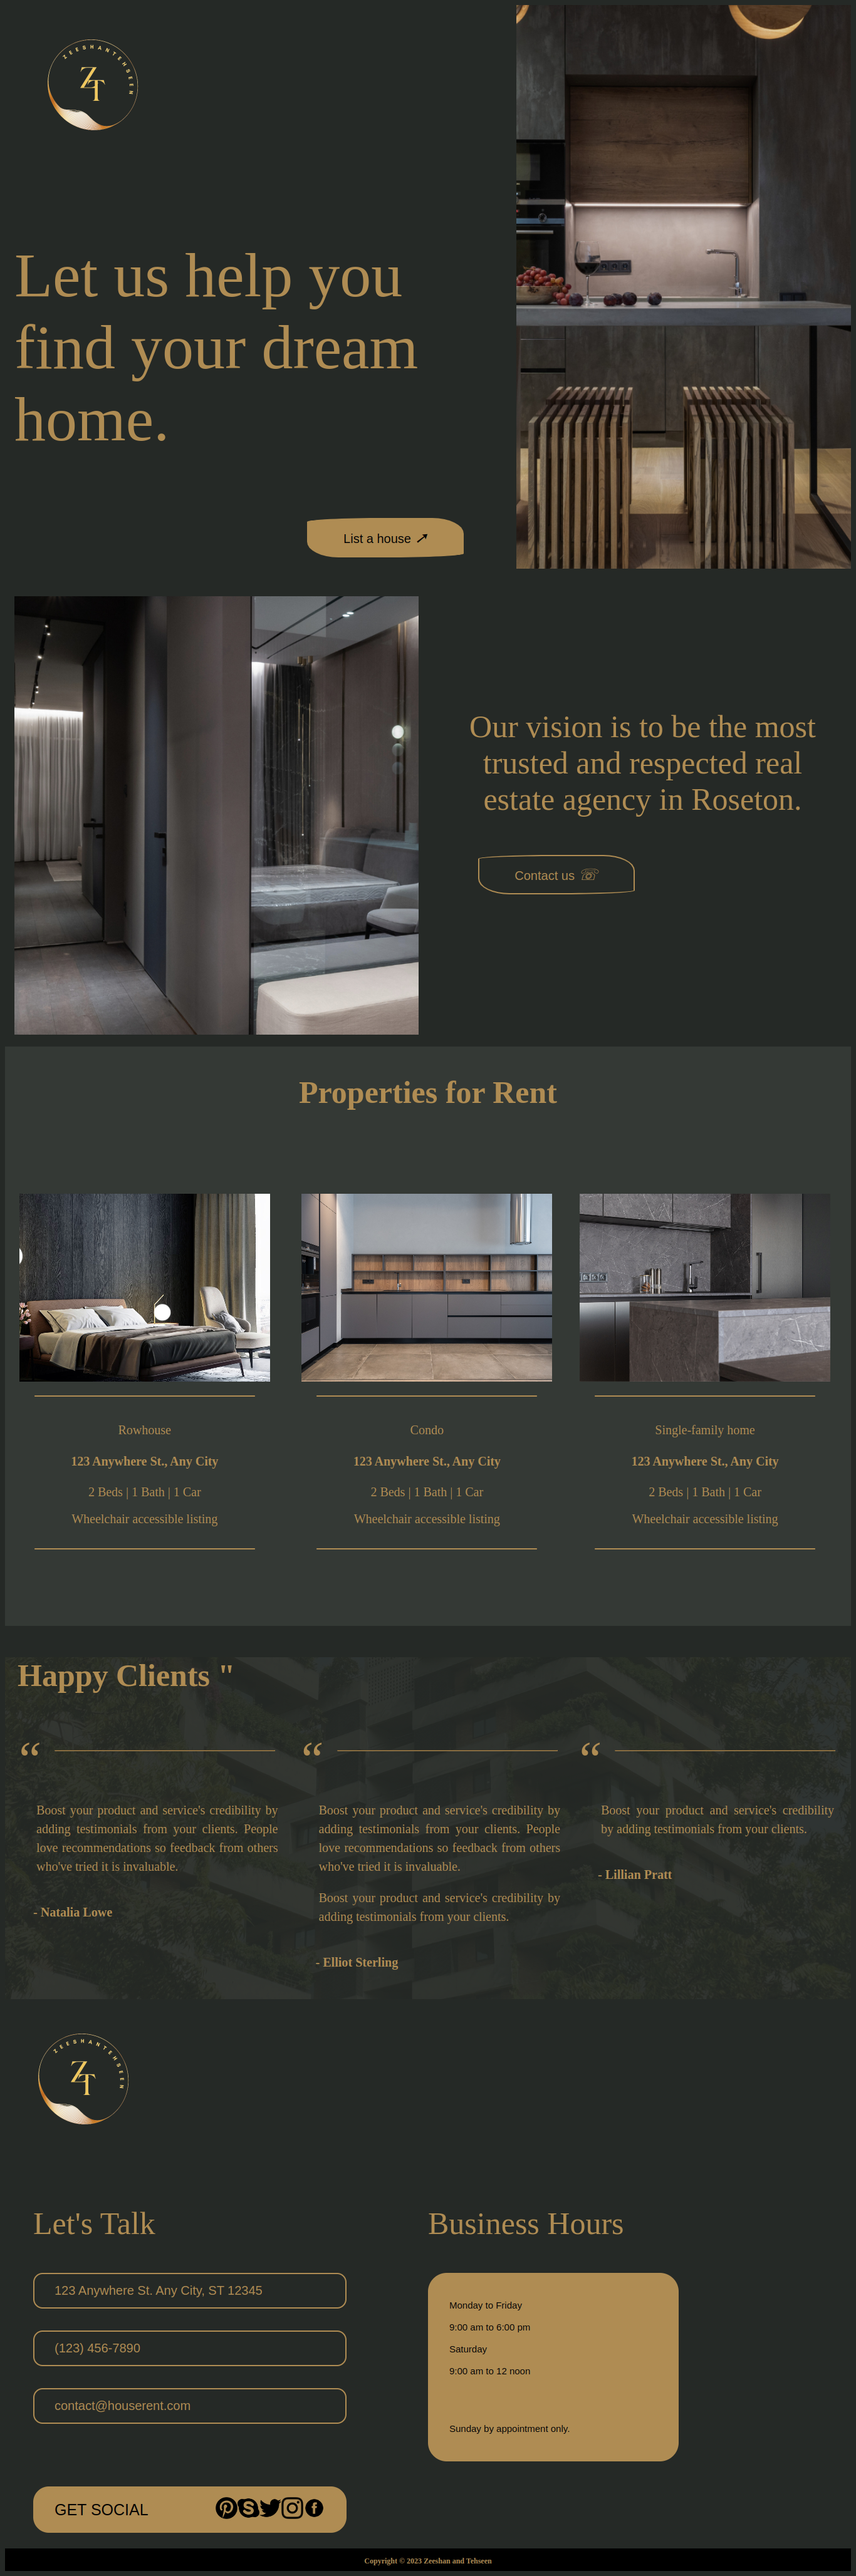 ZEESHANTEHSEEN
ZT
Let us help you
find your dream
home.
List a house ➚
Our vision is to be the most
trusted and respected real
estate agency in Roseton.
Contact us ☏
Properties for Rent
Rowhouse
123 Anywhere St., Any City
2 Beds | 1 Bath | 1 Car
Wheelchair accessible listing
Condo
123 Anywhere St., Any City
2 Beds | 1 Bath | 1 Car
Wheelchair accessible listing
Single-family home
123 Anywhere St., Any City
2 Beds | 1 Bath | 1 Car
Wheelchair accessible listing
Happy Clients "
“
Boost your product and service's credibility by
adding testimonials from your clients. People
love recommendations so feedback from others
who've tried it is invaluable.
- Natalia Lowe
“
Boost your product and service's credibility by
adding testimonials from your clients. People
love recommendations so feedback from others
who've tried it is invaluable.
Boost your product and service's credibility by
adding testimonials from your clients.
- Elliot Sterling
“
Boost your product and service's credibility
by adding testimonials from your clients.
- Lillian Pratt
ZEESHANTEHSEEN
ZT
Let's Talk
123 Anywhere St. Any City, ST 12345
(123) 456-7890
contact@houserent.com
GET SOCIAL
Business Hours
Monday to Friday
9:00 am to 6:00 pm
Saturday
9:00 am to 12 noon
Sunday by appointment only.
Copyright © 2023 Zeeshan and Tehseen